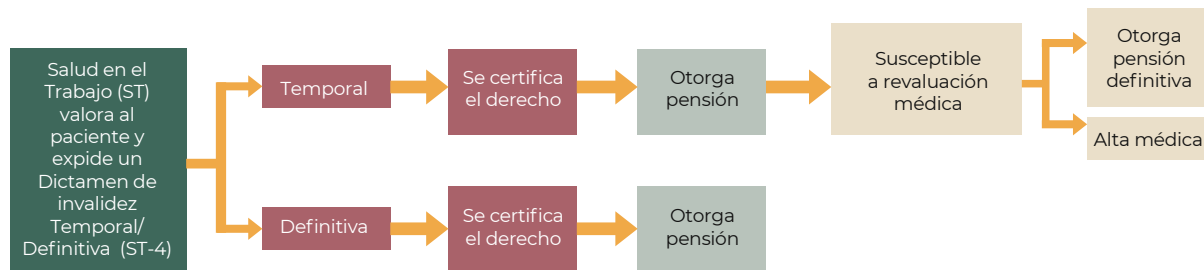 Salud en el
Trabajo (ST)
valora al
paciente y
expide un
Dictamen de
invalidez
Temporal/
Definitiva (ST-4)
Temporal
Se certifica
el derecho
Otorga
pensión
Susceptible
a revaluación
médica
Otorga
pensión
definitiva
Alta médica
Definitiva
Se certifica
el derecho
Otorga
pensión